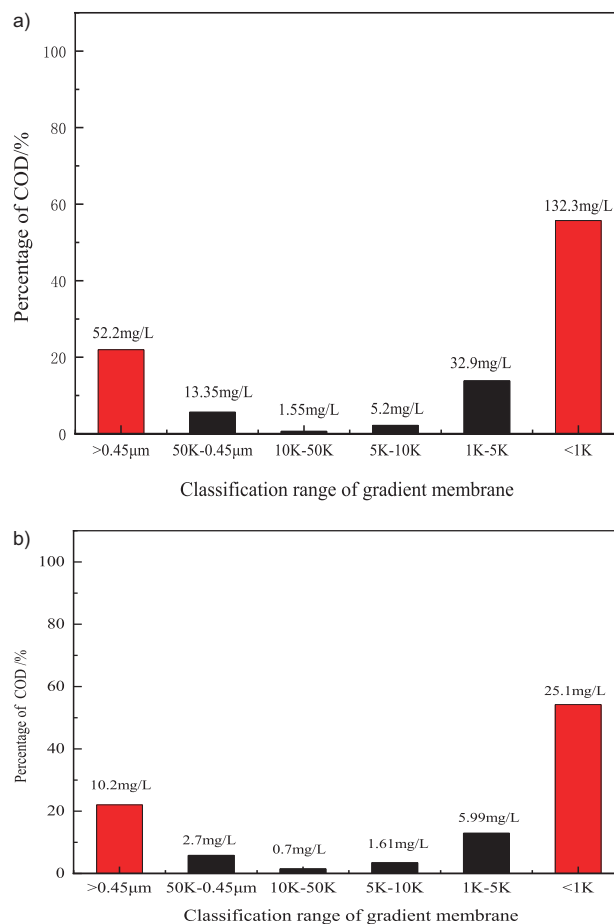 a)
100
80
60
40
20
0
Percentage of COD/%
52.2mg/L
13.35mg/L
1.55mg/L
5.2mg/L
32.9mg/L
132.3mg/L
>0.45μm 50K-0.45μm 10K-50K 5K-10K 1K-5K <1K
Classification range of gradient membrane
b)
100
80
60
40
20
0
Percentage of COD /%
10.2mg/L
2.7mg/L
0.7mg/L
1.61mg/L
5.99mg/L
25.1mg/L
>0.45μm 50K-0.45μm 10K-50K 5K-10K 1K-5K <1K
Classification range of gradient membrane